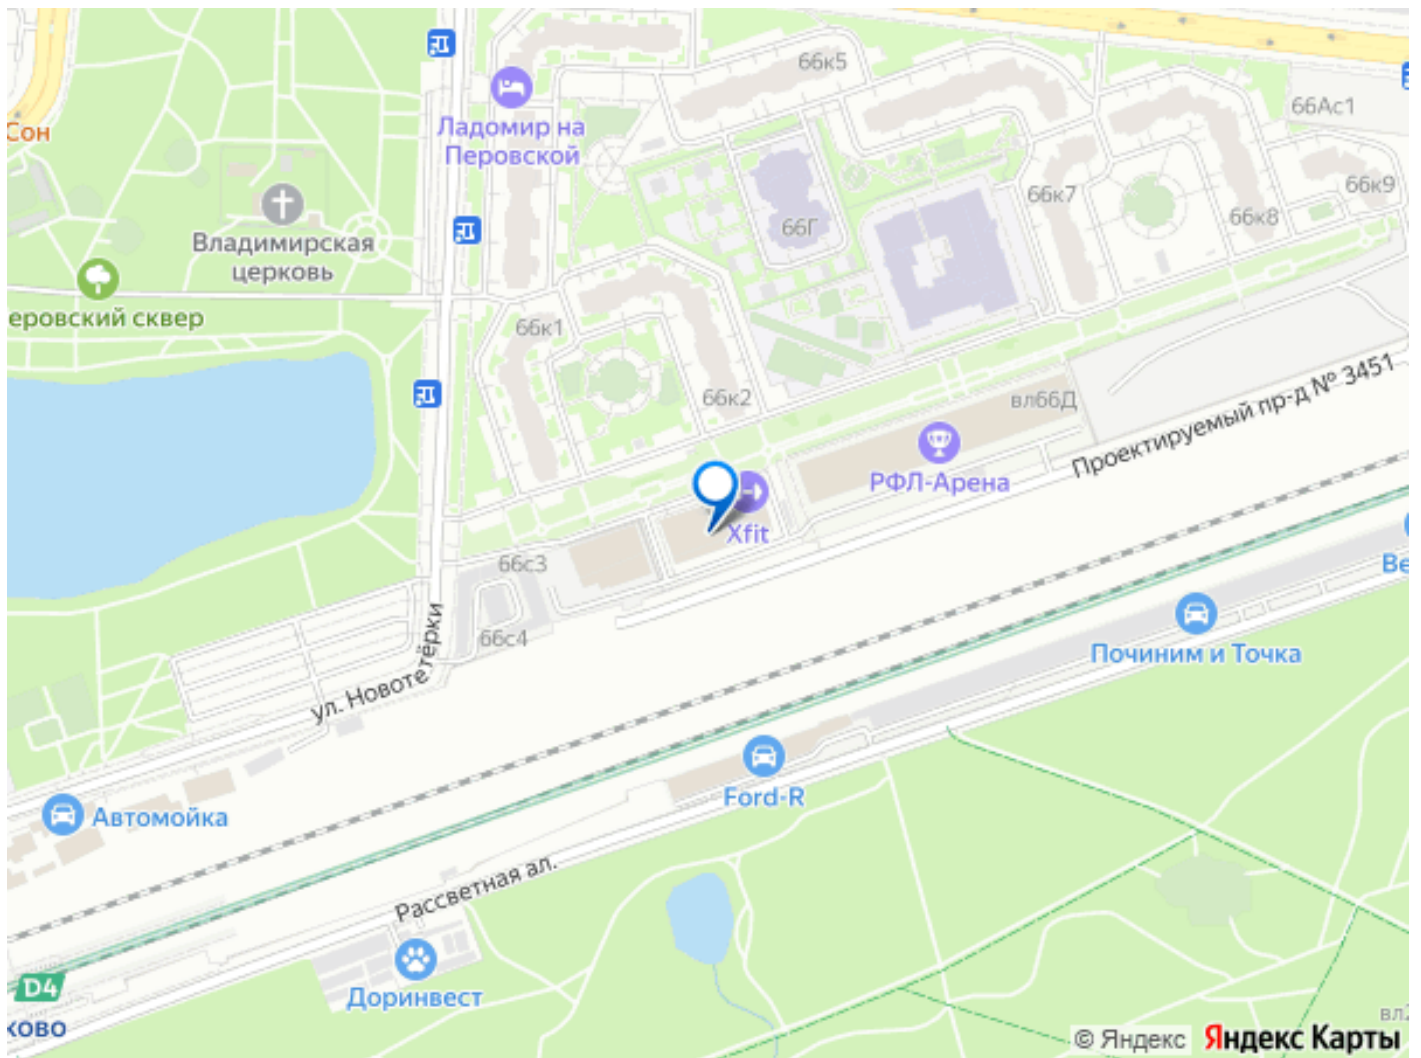 66к5
66Ас1
Сон
Ладомир на
Перовской
66к9
66к7
66к8
66Г
Владимирская
церковь
еровский сквер
66к1
66к2
вл66Д
Проектируемый пр-д № 3451
РФЛ-Арена
Xfit
66с3
Ве
66с4
ул. Новотетёрки
Починим и Точка
Ford-R
Автомойка
Рассветная ал.
D4
Доринвест
ково
© Яндекс
Яндекс Карты